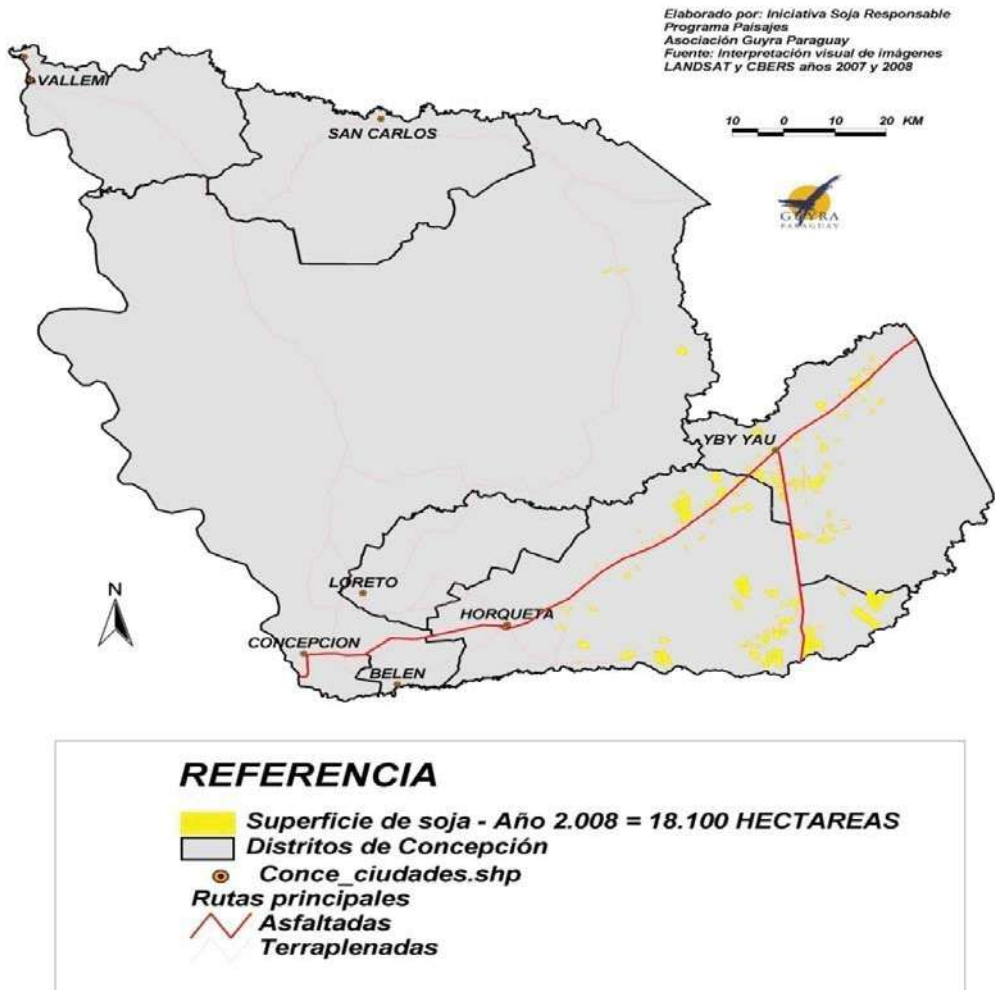 Elaborado por: Iniciativa Soja Responsable
Programa Paisajes
Asociación Guyra Paraguay
Fuente: Interpretación visual de imágenes
LANDSAT y CBERS años 2007 y 2008
10 0 10 20 KM
GUYRA
PARAGUAY
VALLEMI
SAN CARLOS
YBY YAU
LORETO
HORQUETA
CONCEPCION
BELEN
N
REFERENCIA
Superficie de soja - Año 2.008 = 18.100 HECTAREAS
Distritos de Concepción
Conce_ciudades.shp
Rutas principales
Asfaltadas
Terraplenadas